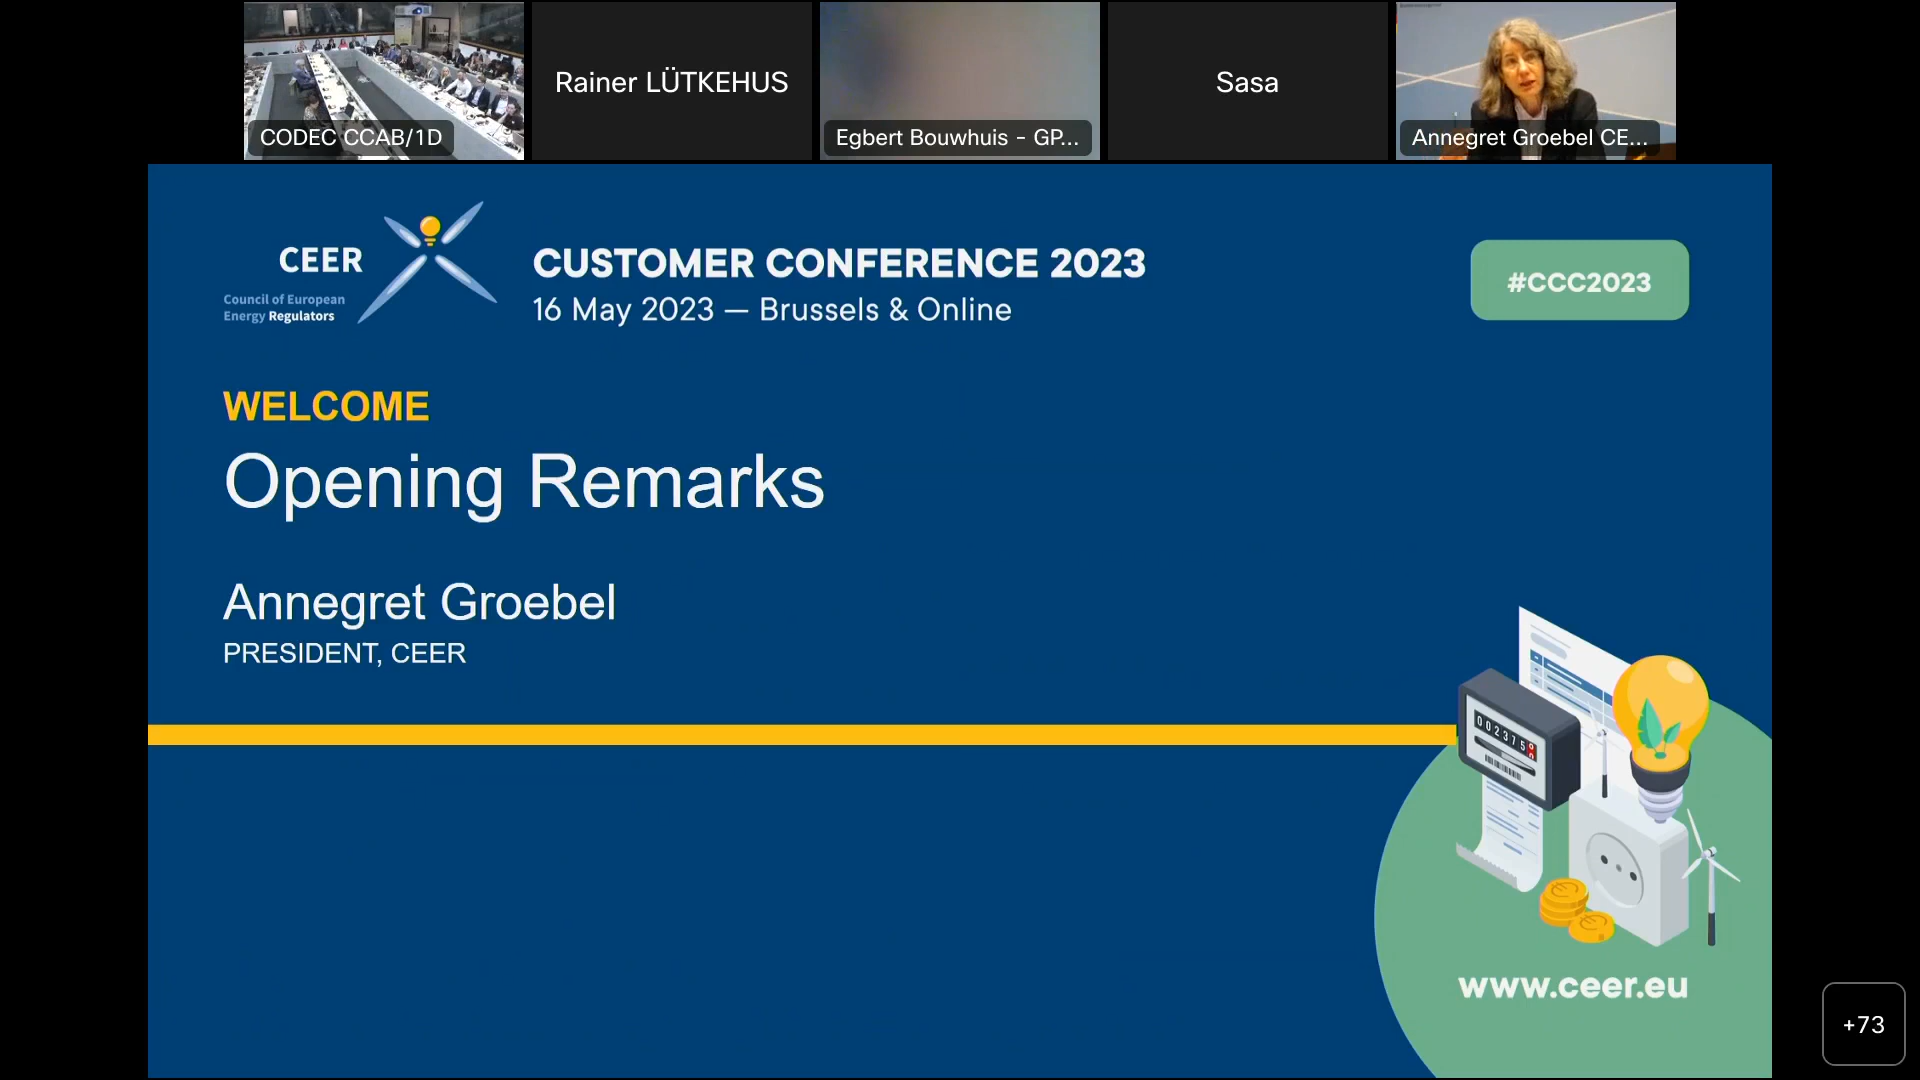 CODEC CCAB/1D
Rainer LÜTKEHUS
Egbert Bouwhuis - GP...
Sasa
Annegret Groebel CE...
CEER
Council of European
Energy Regulators
CUSTOMER CONFERENCE 2023
16 May 2023 — Brussels & Online
#CCC2023
WELCOME
Opening Remarks
Annegret Groebel
PRESIDENT, CEER
002375
www.ceer.eu
+73